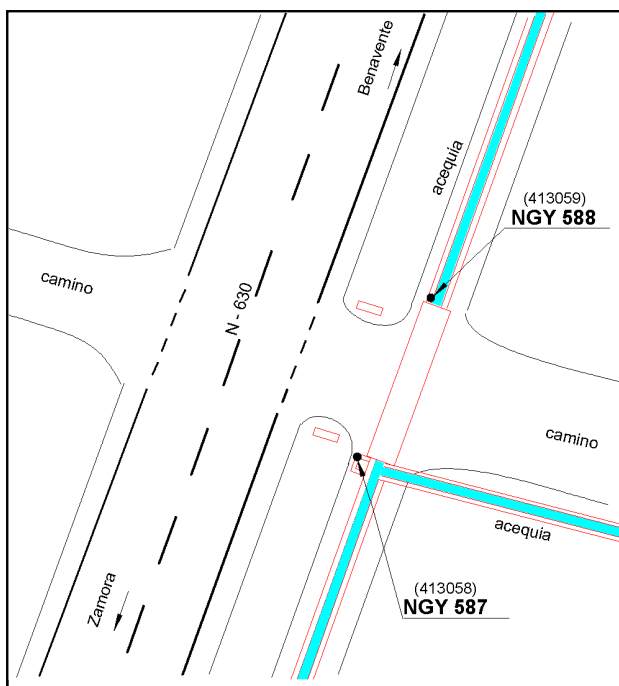 Benavente
acequia
(413059)
NGY 588
camino
N - 630
camino
acequia
Zamora
(413058)
NGY 587